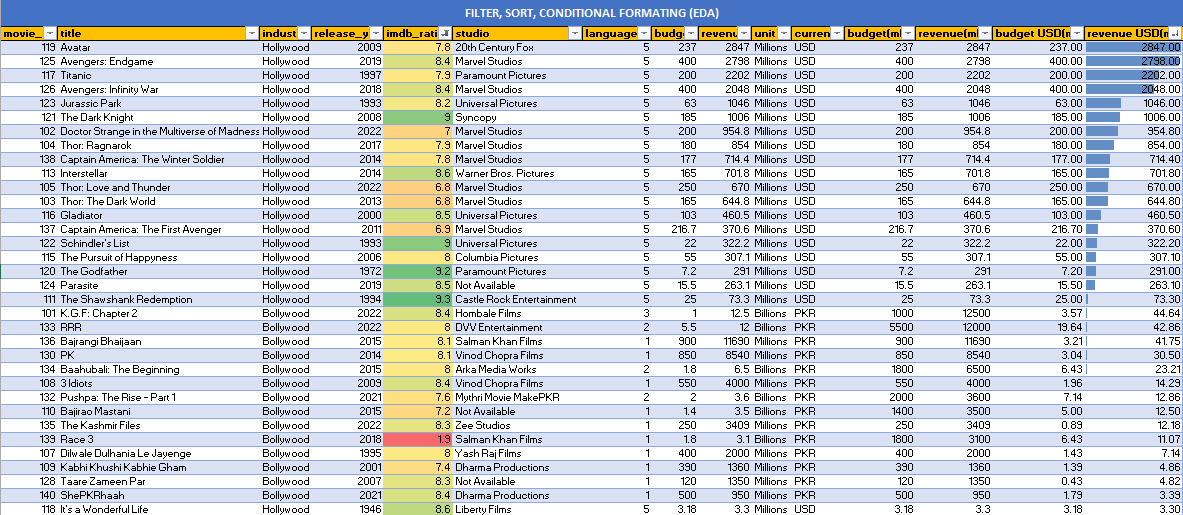 FILTER, SORT, CONDITIONAL FORMATING (EDA)
movie_ title indust release_y imdb_rati studio language budg revenu unit curren budget(ml revenue(m budget USD(m revenue USD(m
119 Avatar Hollywood 2009 7.8 20th Century Fox 5 237 2847 Millions USD 237 2847 237.00 2847.00
125 Avengers: Endgame Hollywood 2019 8.4 Marvel Studios 5 400 2798 Millions USD 400 2798 400.00 2798.00
117 Titanic Hollywood 1997 7.9 Paramount Pictures 5 200 2202 Millions USD 200 2202 200.00 2202.00
126 Avengers: Infinity War Hollywood 2018 8.4 Marvel Studios 5 400 2048 Millions USD 400 2048 400.00 2048.00
123 Jurassic Park Hollywood 1993 8.2 Universal Pictures 5 63 1046 Millions USD 63 1046 63.00 1046.00
121 The Dark Knight Hollywood 2008 9 Syncopy 5 185 1006 Millions USD 185 1006 185.00 1006.00
102 Doctor Strange in the Multiverse of Madness Hollywood 2022 7 Marvel Studios 5 200 954.8 Millions USD 200 954.8 200.00 954.80
104 Thor: Ragnarok Hollywood 2017 7.9 Marvel Studios 5 180 854 Millions USD 180 854 180.00 854.00
138 Captain America: The Winter Soldier Hollywood 2014 7.8 Marvel Studios 5 177 714.4 Millions USD 177 714.4 177.00 714.40
113 Interstellar Hollywood 2014 8.6 Warner Bros. Pictures 5 165 701.8 Millions USD 165 701.8 165.00 701.80
105 Thor: Love and Thunder Hollywood 2022 6.8 Marvel Studios 5 250 670 Millions USD 250 670 250.00 670.00
103 Thor: The Dark World Hollywood 2013 6.8 Marvel Studios 5 165 644.8 Millions USD 165 644.8 165.00 644.80
116 Gladiator Hollywood 2000 8.5 Universal Pictures 5 103 460.5 Millions USD 103 460.5 103.00 460.50
137 Captain America: The First Avenger Hollywood 2011 6.9 Marvel Studios 5 216.7 370.6 Millions USD 216.7 370.6 216.70 370.60
122 Schindler's List Hollywood 1993 9 Universal Pictures 5 22 322.2 Millions USD 22 322.2 22.00 322.20
115 The Pursuit of Happyness Hollywood 2006 8 Columbia Pictures 5 55 307.1 Millions USD 55 307.1 55.00 307.10
120 The Godfather Hollywood 1972 9.2 Paramount Pictures 5 7.2 291 Millions USD 7.2 291 7.20 291.00
124 Parasite Hollywood 2019 8.5 Not Available 5 15.5 263.1 Millions USD 15.5 263.1 15.50 263.10
111 The Shawshank Redemption Hollywood 1994 9.3 Castle Rock Entertainment 5 25 73.3 Millions USD 25 73.3 25.00 73.30
101 K.G.F: Chapter 2 Bollywood 2022 8.4 Hombale Films 3 1 12.5 Billions PKR 1000 12500 3.57 44.64
133 RRR Bollywood 2022 8 DVV Entertainment 2 5.5 12 Billions PKR 5500 12000 19.64 42.86
136 Bajrangi Bhaijaan Bollywood 2015 8.1 Salman Khan Films 1 900 11690 Millions PKR 900 11690 3.21 41.75
130 PK Bollywood 2014 8.1 Vinod Chopra Films 1 850 8540 Millions PKR 850 8540 3.04 30.50
134 Baahubali: The Beginning Bollywood 2015 8 Arka Media Works 2 1.8 6.5 Billions PKR 1800 6500 6.43 23.21
108 3 Idiots Bollywood 2009 8.4 Vinod Chopra Films 1 550 4000 Millions PKR 550 4000 1.96 14.29
132 Pushpa: The Rise - Part 1 Bollywood 2021 7.6 Mythri Movie MakePKR 2 2 3.6 Billions PKR 2000 3600 7.14 12.86
110 Bajirao Mastani Bollywood 2015 7.2 Not Available 1 1.4 3.5 Billions PKR 1400 3500 5.00 12.50
135 The Kashmir Files Bollywood 2022 8.3 Zee Studios 1 250 3409 Millions PKR 250 3409 0.89 12.18
139 Race 3 Bollywood 2018 1.9 Salman Khan Films 1 1.8 3.1 Billions PKR 1800 3100 6.43 11.07
107 Dilwale Dulhania Le Jayenge Bollywood 1995 8 Yash Raj Films 1 400 2000 Millions PKR 400 2000 1.43 7.14
109 Kabhi Khushi Kabhie Gham Bollywood 2001 7.4 Dharma Productions 1 390 1360 Millions PKR 390 1360 1.39 4.86
128 Taare Zameen Par Bollywood 2007 8.3 Not Available 1 120 1350 Millions PKR 120 1350 0.43 4.82
140 ShePKRhaah Bollywood 2021 8.4 Dharma Productions 1 500 950 Millions PKR 500 950 1.79 3.39
118 It's a Wonderful Life Hollywood 1946 8.6 Liberty Films 5 3.18 3.3 Millions USD 3.18 3.3 3.18 3.30